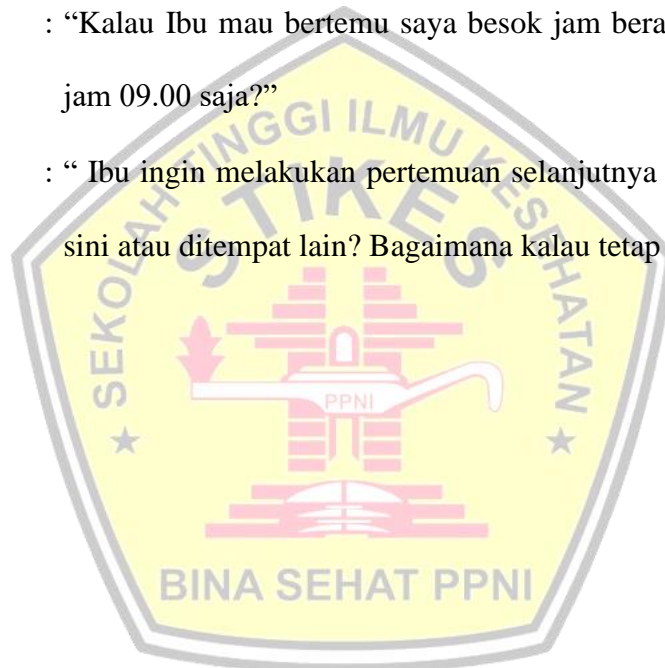 : “Kalau Ibu mau bertemu saya besok jam
jam 09.00 saja?”
: “ Ibu ingin melakukan pertemuan selanjutnya
sini atau ditempat lain? Bagaimana kalau tetap
SEKOLAH TINGGI ILMU KESEHATAN
STIKES
PPNI
BINA SEHAT PPNI